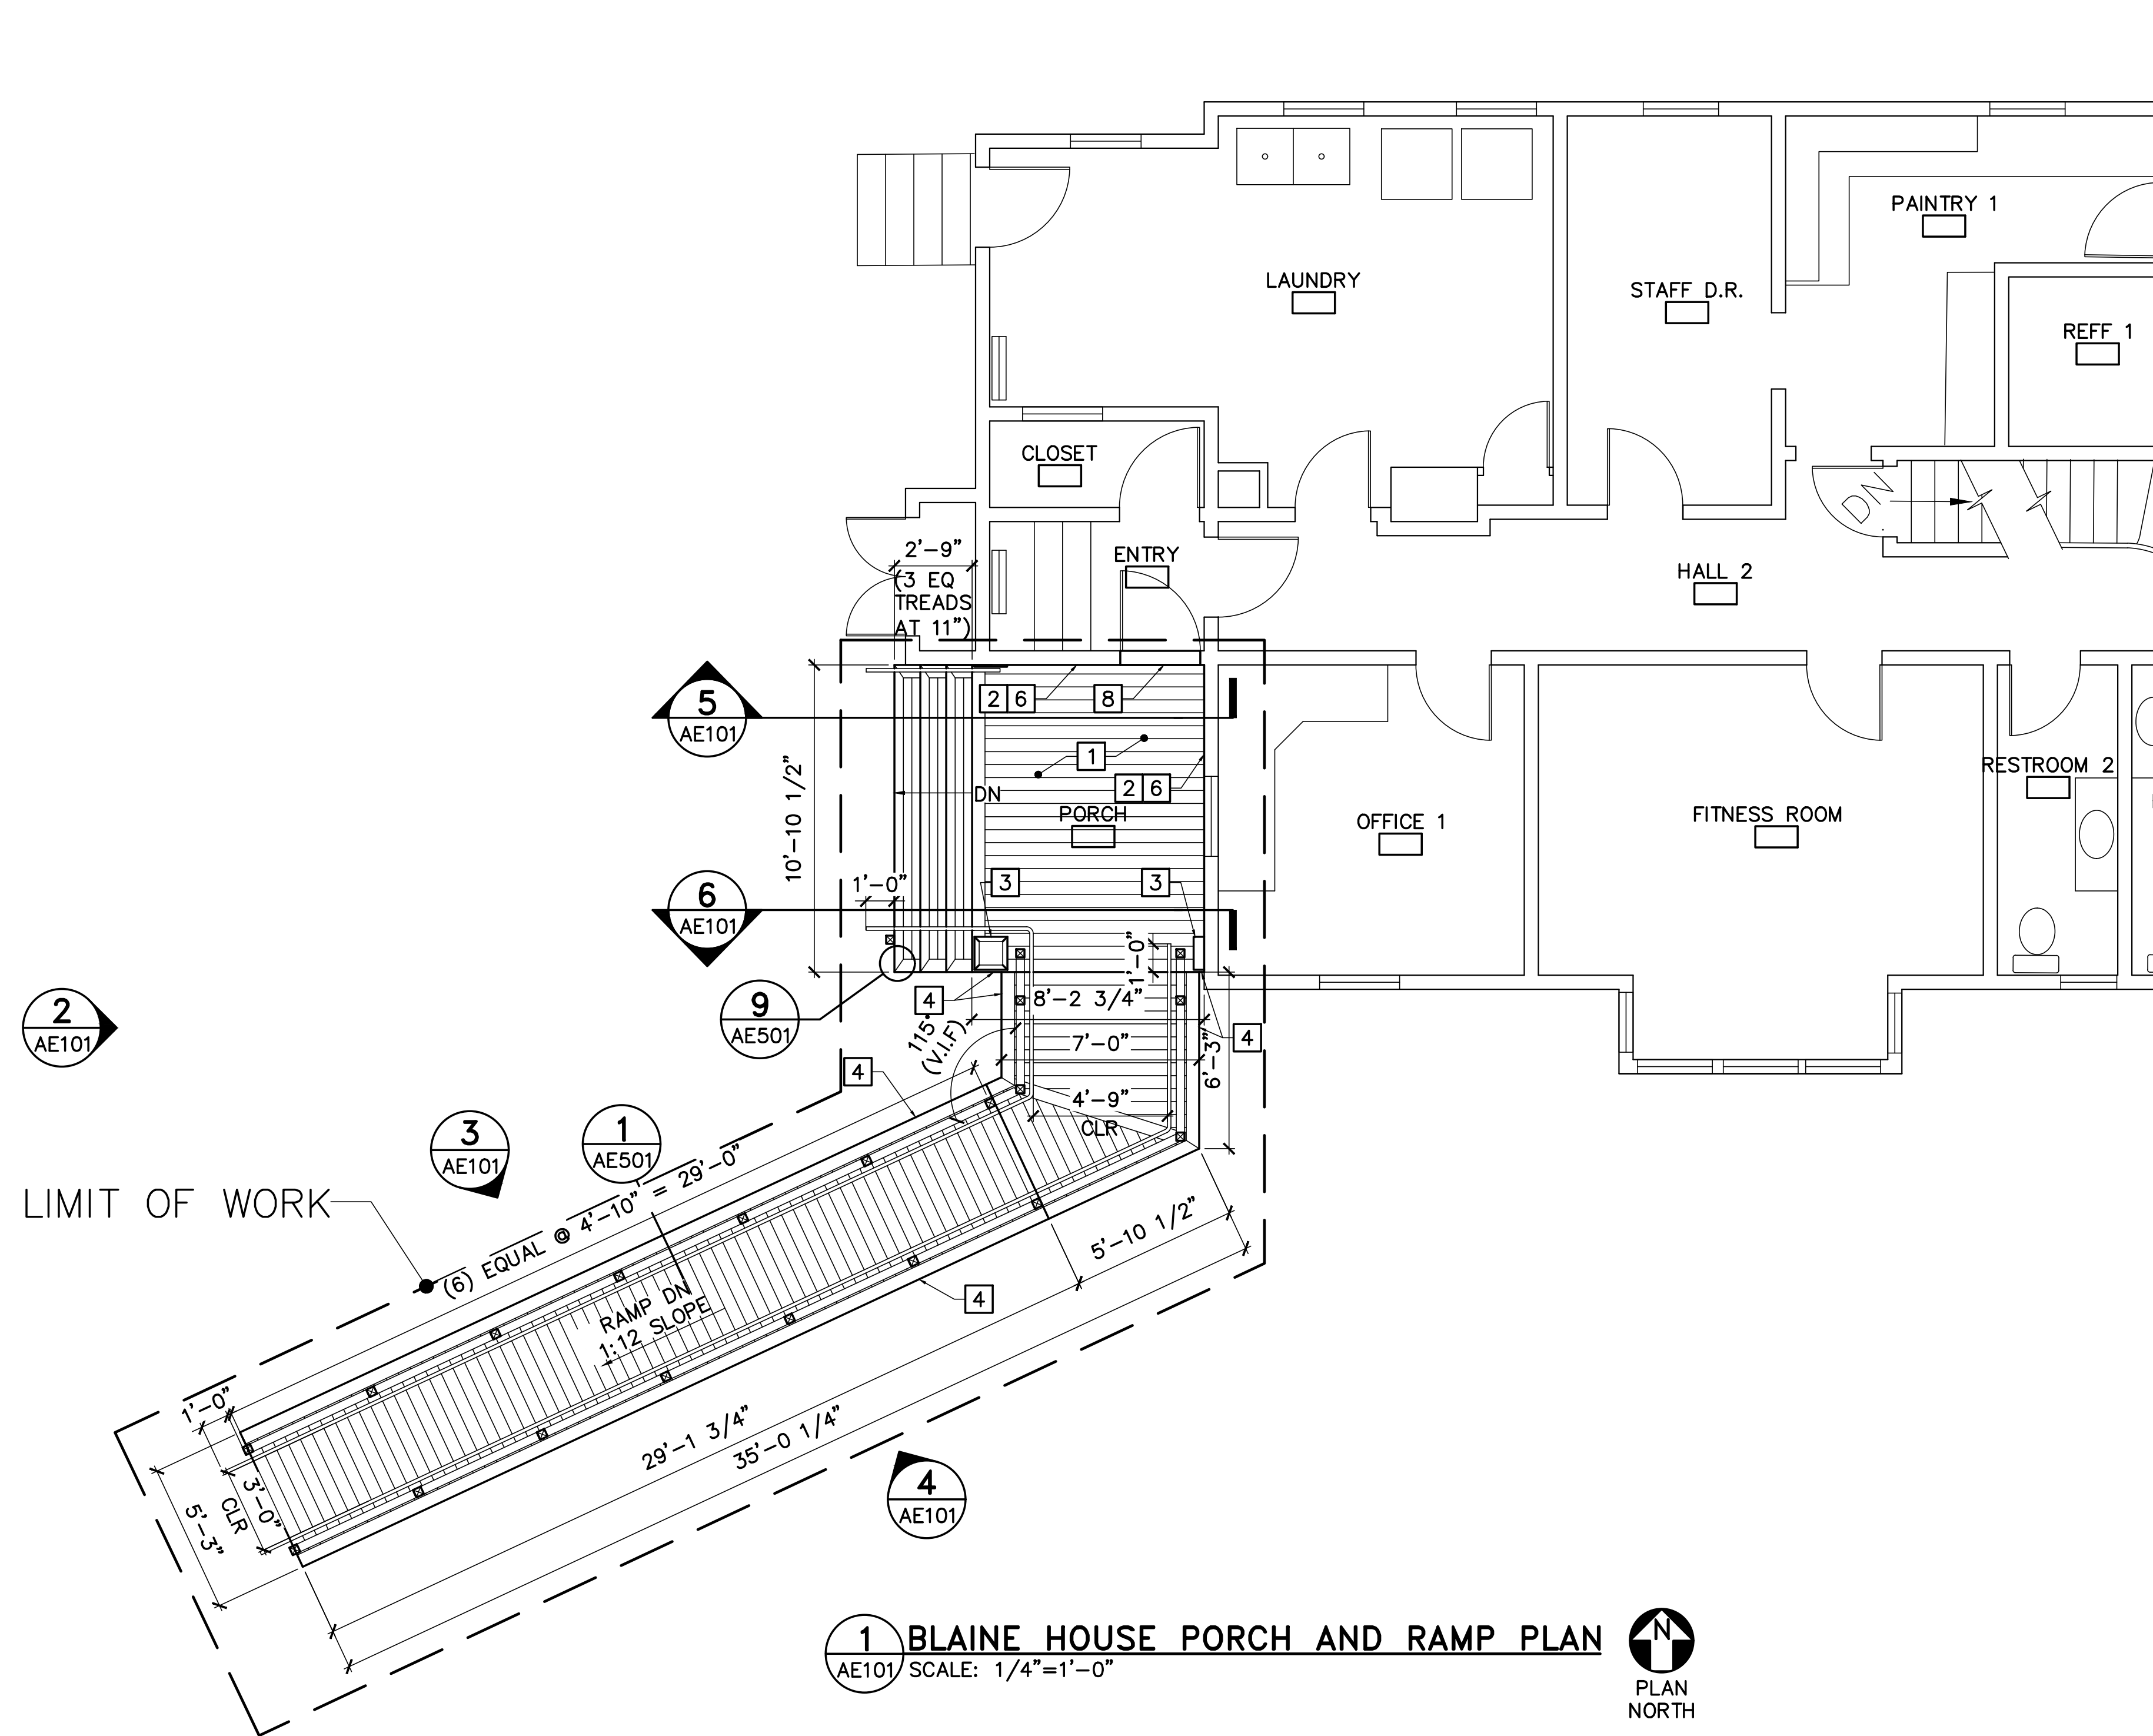 PAINTRY 1
LAUNDRY
STAFF D.R.
REFF 1
CLOSET
DN
2'-9"
(3 EQ
TREADS
AT 11")
ENTRY
HALL 2
5
AE101
2 6
8
1
10'-10 1/2"
2 6
DN
PORCH
OFFICE 1
FITNESS ROOM
RESTROOM 2
6
AE101
1'-0"
3
3
1'-0"
2
AE101
9
AE501
4
8'-2 3/4"
115°
(V.I.F)
7'-0"
6'-3"
4
4
4'-9"
CLR
3
AE101
1
AE501
LIMIT OF WORK
(6) EQUAL @ 4'-10" = 29'-0"
5'-10 1/2"
RAMP DN
1:12 SLOPE
4
1'-0"
3'-0"
CLR
5'-3"
29'-1 3/4"
35'-0 1/4"
4
AE101
1
AE101
BLAINE HOUSE PORCH AND RAMP PLAN
SCALE: 1/4"=1'-0"
N
PLAN
NORTH